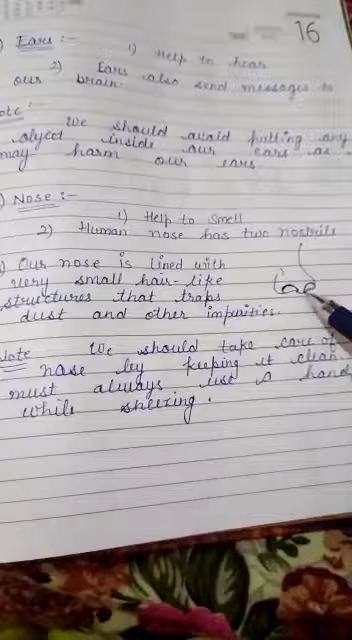 ) Ears :-
16
1) Help to hear
2) Ears also send messages to
our brain.
ote :
We should avoid putting any
object inside our ears as
may harm our ears
) Nose :-
1) Help to smell
2) Human nose has two nostrils
) Our nose is lined with
very small hair-like
structures that traps
dust and other impurities.
Note We should take care of
nose by keeping it clean
must always a hand
while sneezing.